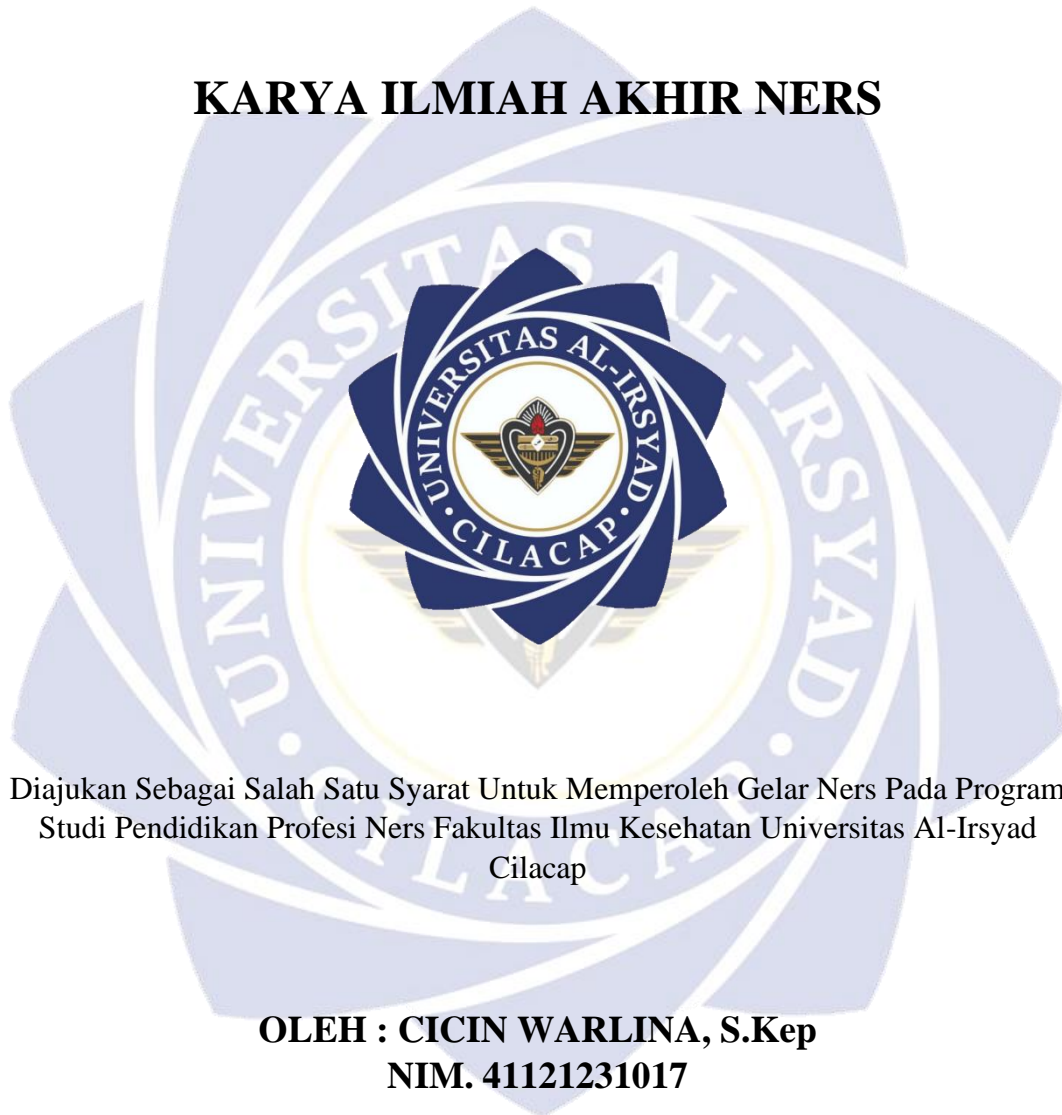 KARYA ILMIAH AKHIR NERS
UNIVERSITAS AL-IRSYAD
CILACAP
Diajukan Sebagai Salah Satu Syarat Untuk Memperoleh Gelar Ners Pada Program
Studi Pendidikan Profesi Ners Fakultas Ilmu Kesehatan Universitas Al-Irsyad
Cilacap
OLEH : CICIN WARLINA, S.Kep
NIM. 41121231017